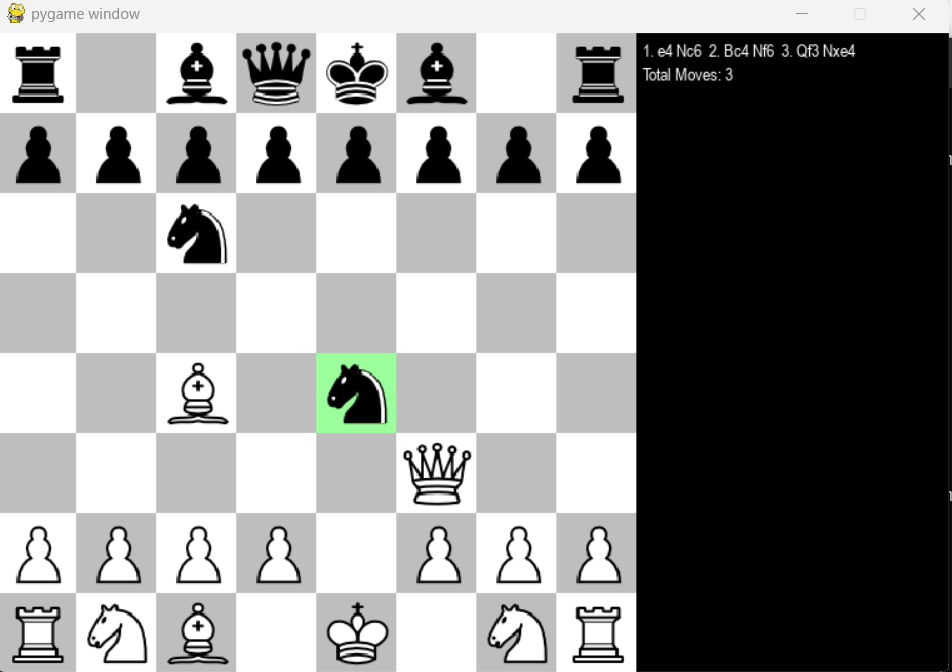 pygame window
1. e4 Nc6 2. Bc4 Nf6 3. Qf3 Nxe4
Total Moves: 3